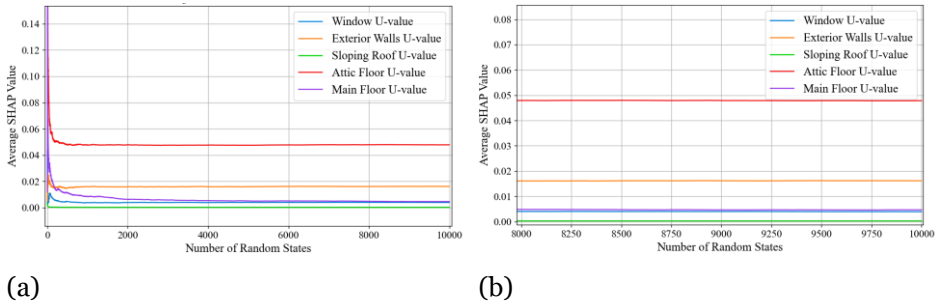 0.14
0.12
0.10
0.08
0.06
0.04
0.02
0.00
Average SHAP Value
Window U-value
Exterior Walls U-value
Sloping Roof U-value
Attic Floor U-value
Main Floor U-value
0
2000
4000
6000
8000
10000
Number of Random States
(a)
0.08
0.07
0.06
0.05
0.04
0.03
0.02
0.01
0.00
Average SHAP Value
Window U-value
Exterior Walls U-value
Sloping Roof U-value
Attic Floor U-value
Main Floor U-value
8000
8250
8500
8750
9000
9250
9500
9750
10000
Number of Random States
(b)